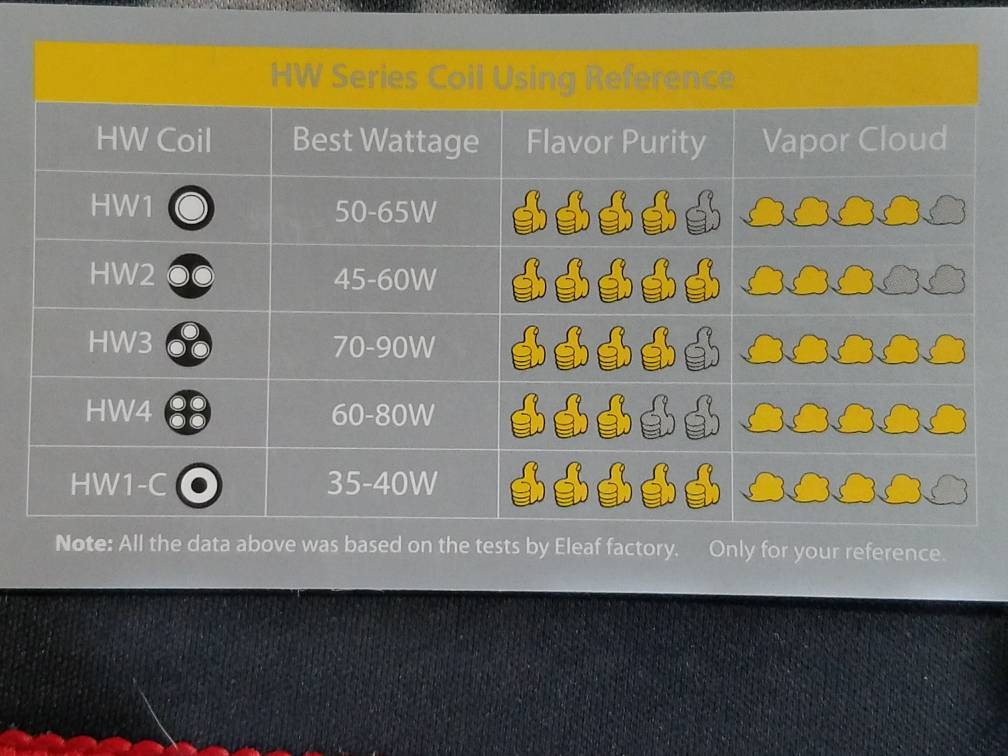 HW Series Coil Using Reference
HW Coil Best Wattage Flavor Purity Vapor Cloud
HW1 50-65W
HW2 45-60W
HW3 70-90W
HW4 60-80W
HW1-C 35-40W
Note: All the data above was based on the tests by Eleaf factory. Only for your reference.